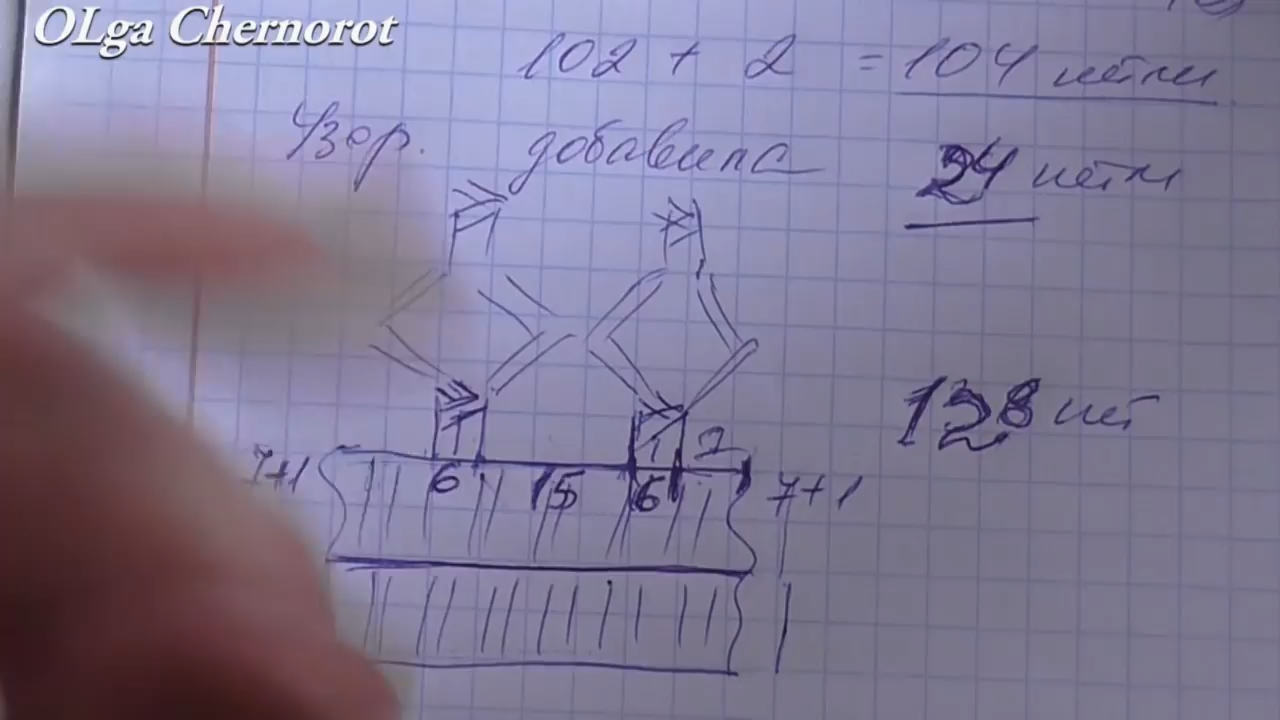 OLga Chernorot
102 + 2 = 104 петли
Узор. добавила 24 петли
128 пет
7+1 6 15 6 7 7+1